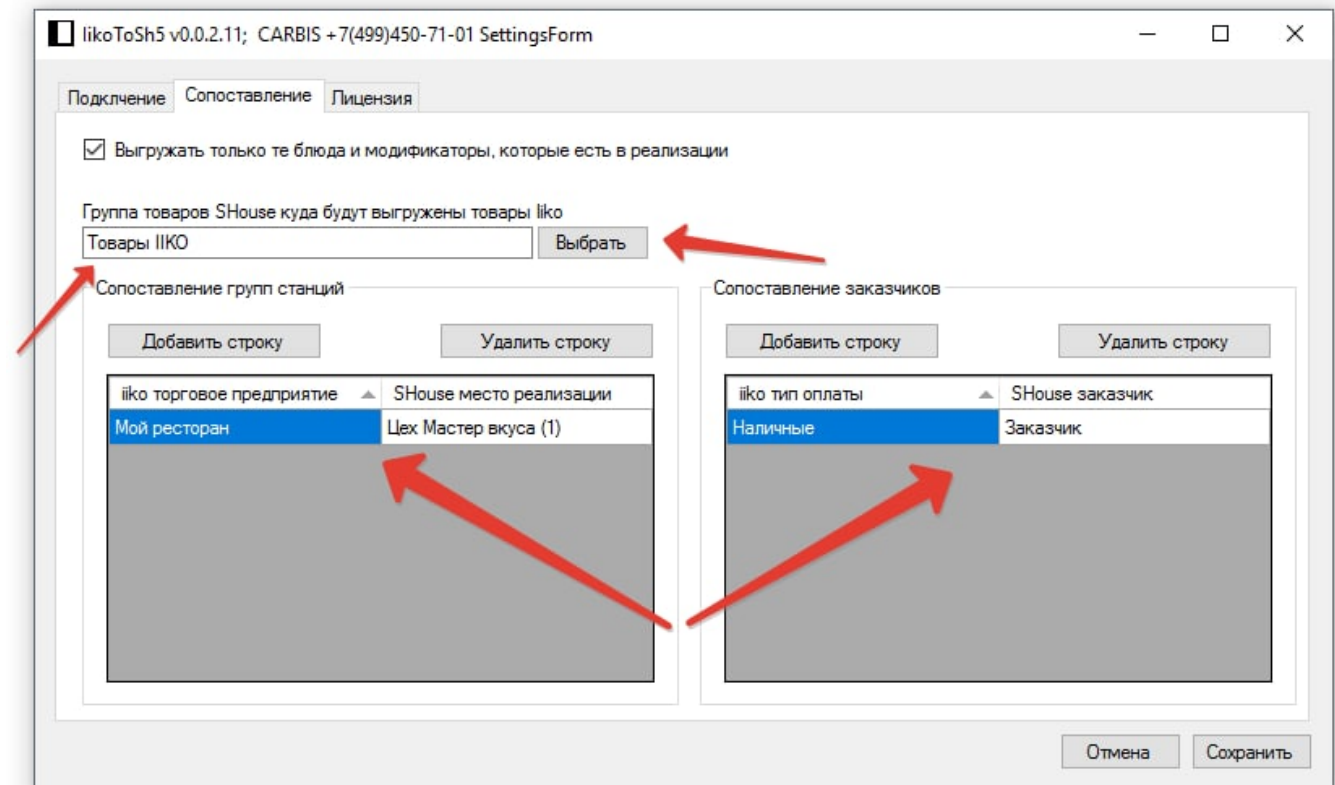 IikoToSh5 v0.0.2.11; CARBIS +7(499)450-71-01 SettingsForm
Подклчение Сопоставление Лицензия
Выгружать только те блюда и модификаторы, которые есть в реализации
Группа товаров SHouse куда будут выгружены товары Iiko
Товары IIKO Выбрать
Сопоставление групп станций Сопоставление заказчиков
Добавить строку Удалить строку Добавить строку Удалить строку
iiko торговое предприятие SHouse место реализации iiko тип оплаты SHouse заказчик
Мой ресторан Цех Мастер вкуса (1) Наличные Заказчик
Отмена Сохранить